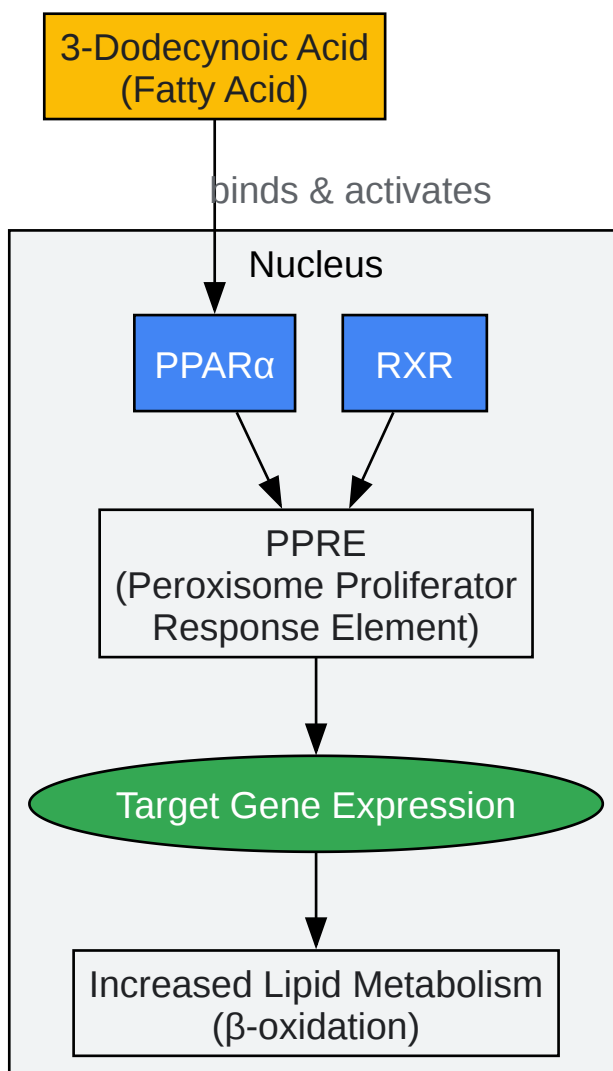 3-Dodecynoic Acid
(Fatty Acid)
binds & activates
Nucleus
PPARα
RXR
PPRE
(Peroxisome Proliferator
Response Element)
Target Gene Expression
Increased Lipid Metabolism
(β-oxidation)